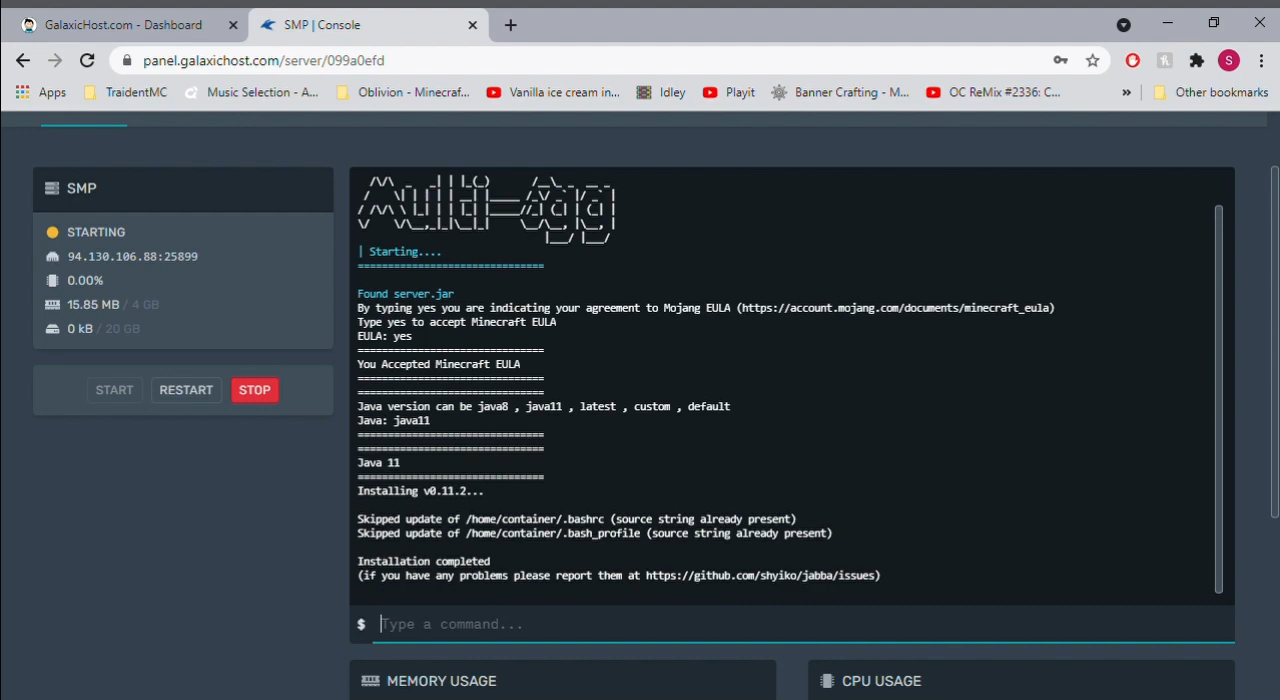 GalaxicHost.com - Dashboard
SMP | Console
panel.galaxichost.com/server/099a0efd
S
Apps
TraidentMC
Music Selection - A...
Oblivion - Minecraf...
Vanilla ice cream in...
Idley
Playit
Banner Crafting - M...
OC ReMix #2336: C...
»
Other bookmarks
SMP
STARTING
94.130.106.88:25899
0.00%
15.85 MB / 4 GB
0 kB / 20 GB
START
RESTART
STOP
Multi-egg
| Starting....
===============================
Found server.jar
By typing yes you are indicating your agreement to Mojang EULA (https://account.mojang.com/documents/minecraft_eula)
Type yes to accept Minecraft EULA
EULA: yes
===============================
You Accepted Minecraft EULA
===============================
===============================
Java version can be java8 , java11 , latest , custom , default
Java: java11
===============================
===============================
Java 11
===============================
Installing v0.11.2...
Skipped update of /home/container/.bashrc (source string already present)
Skipped update of /home/container/.bash_profile (source string already present)
Installation completed
(if you have any problems please report them at https://github.com/shyiko/jabba/issues)
$ Type a command...
MEMORY USAGE
CPU USAGE